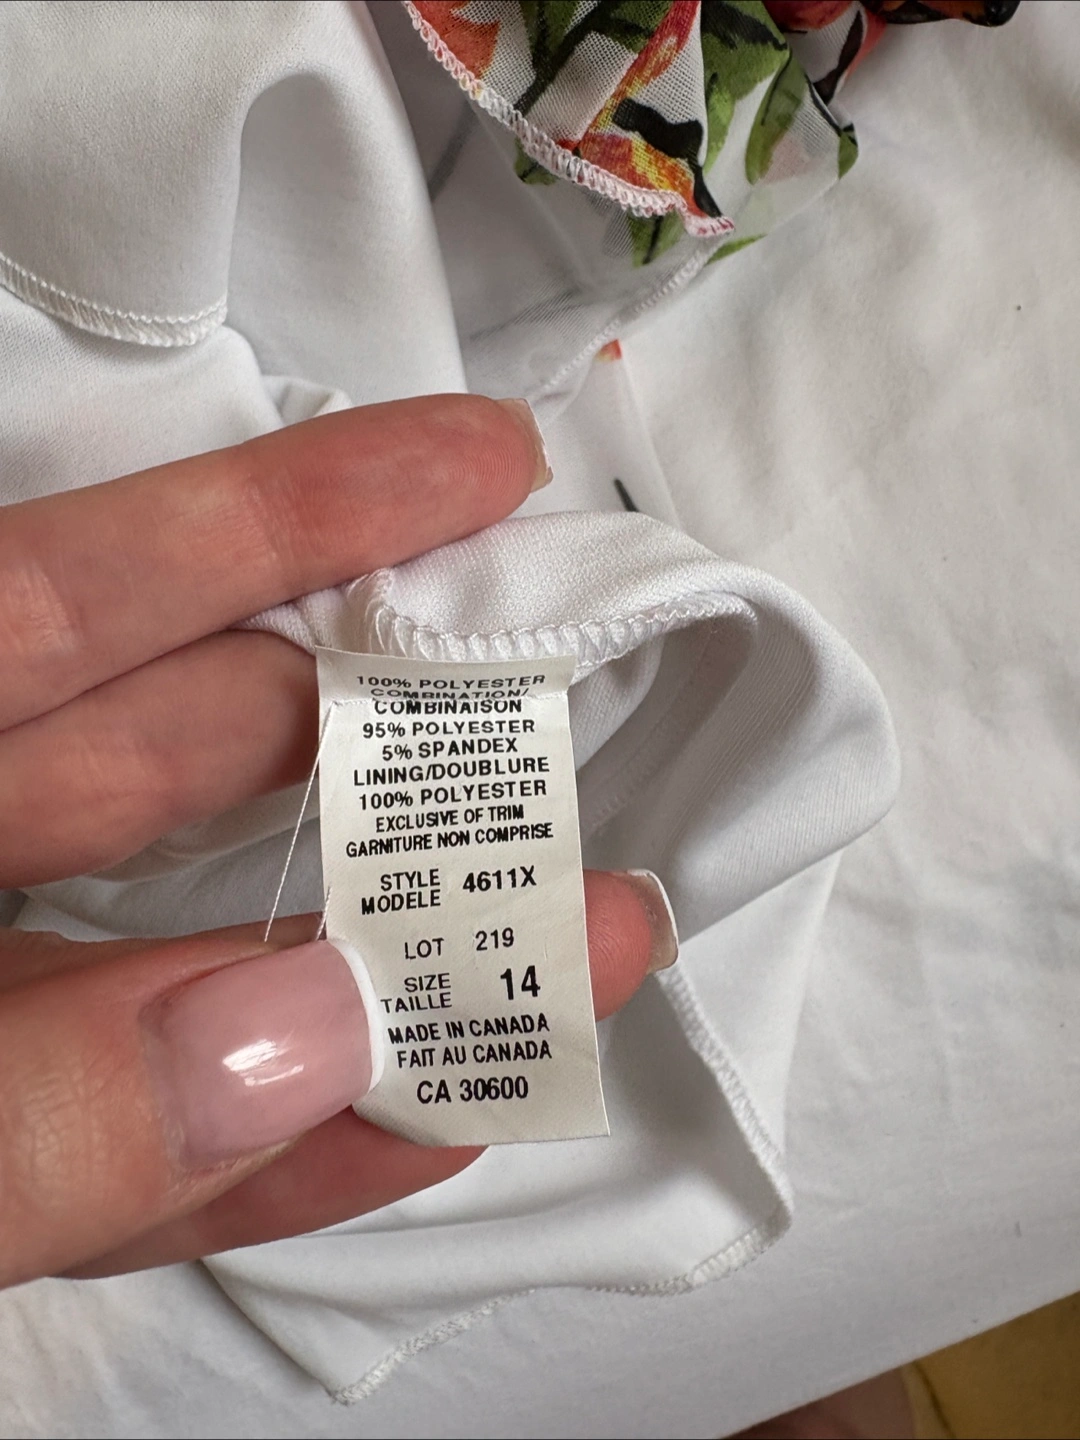 100% POLYESTER
COMBINATION/
COMBINAISON
95% POLYESTER
5% SPANDEX
LINING/DOUBLURE
100% POLYESTER
EXCLUSIVE OF TRIM
GARNITURE NON COMPRISE
STYLE
MODELE 4611X
LOT 219
SIZE
TAILLE 14
MADE IN CANADA
FAIT AU CANADA
CA 30600